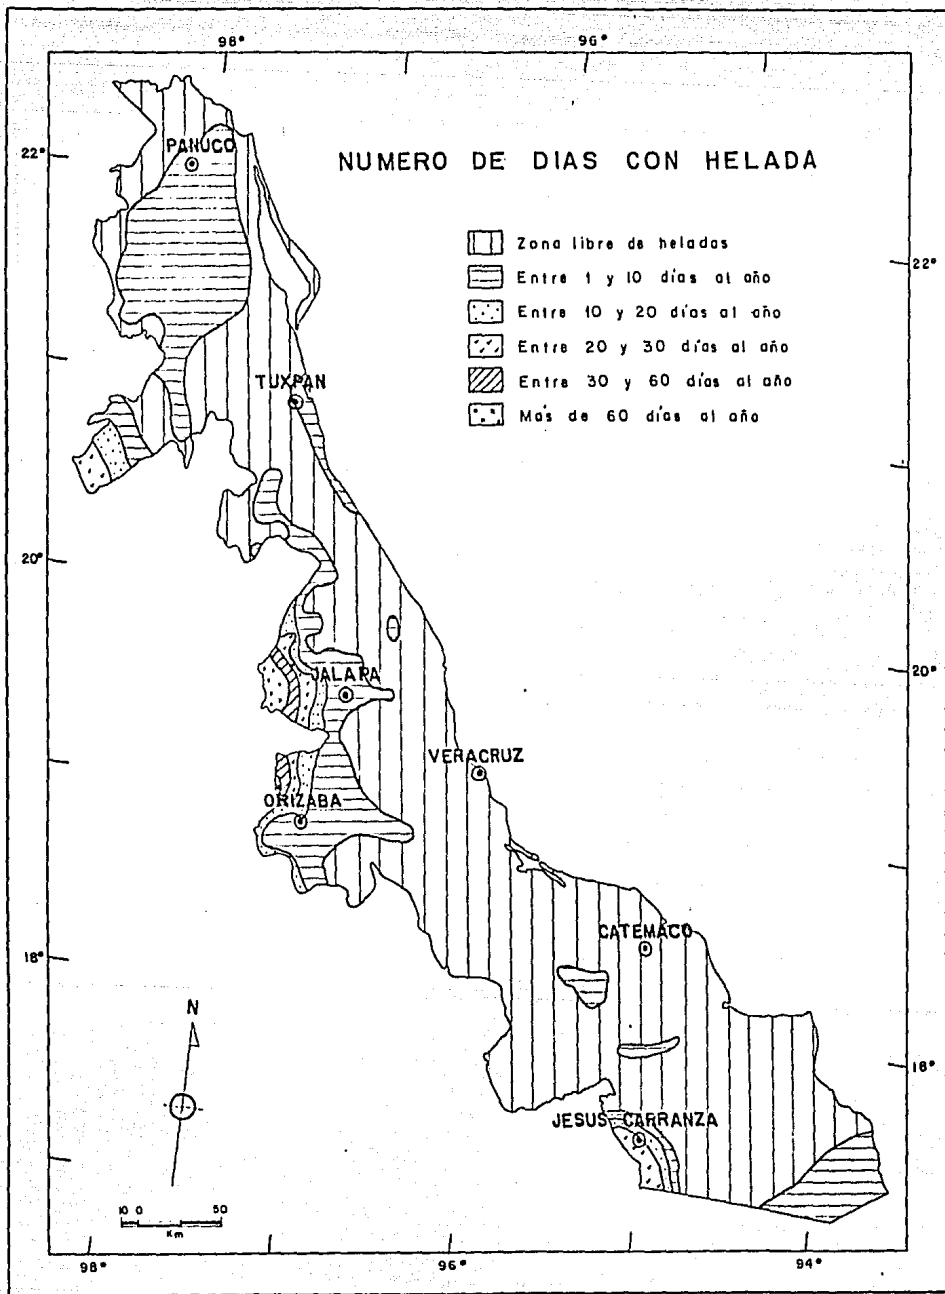 98°
96°
PANUCO
22°
NUMERO DE DIAS CON HELADA
Zona libre de heladas
22°
Entre 1 y 10 días al año
Entre 10 y 20 días al año
Entre 20 y 30 días al año
Entre 30 y 60 días al año
Más de 60 días al año
TUXPAN
20°
20°
JALAPA
VERACRUZ
ORIZABA
CATEMACO
18°
N
18°
JESUS CARRANZA
10 0 50
Km
98°
96°
94°